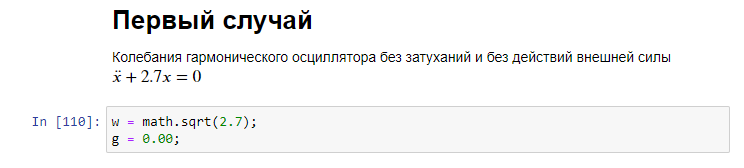 Первый случай
Колебания гармонического осциллятора без затуханий и без действий внешней силы
ẍ + 2.7x = 0
In [110]: w = math.sqrt(2.7);
g = 0.00;